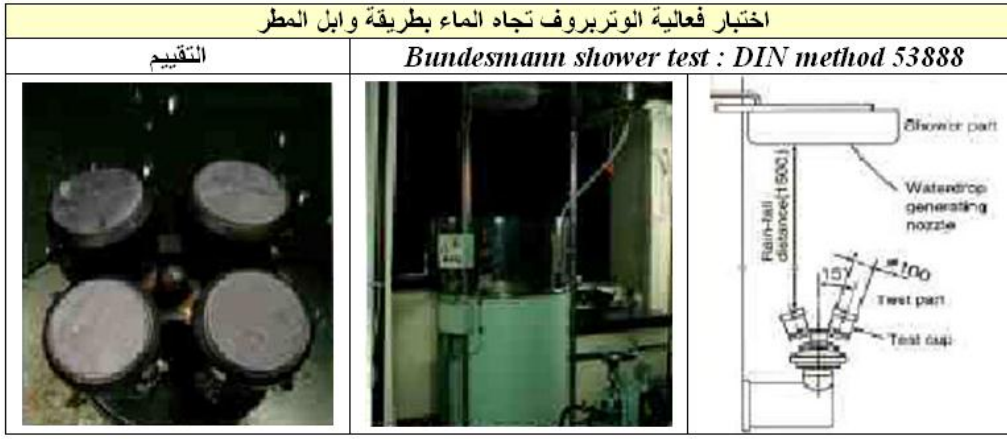 اختبار فعالية الوتربروف تجاه الماء بطريقة وابل المطر
التقييم
Bundesmann shower test : DIN method 53888
Shower part
Waterdrop
generating
nozzle
Rain-fall
distance(1500)
15°
ø100
Test part
Test cup